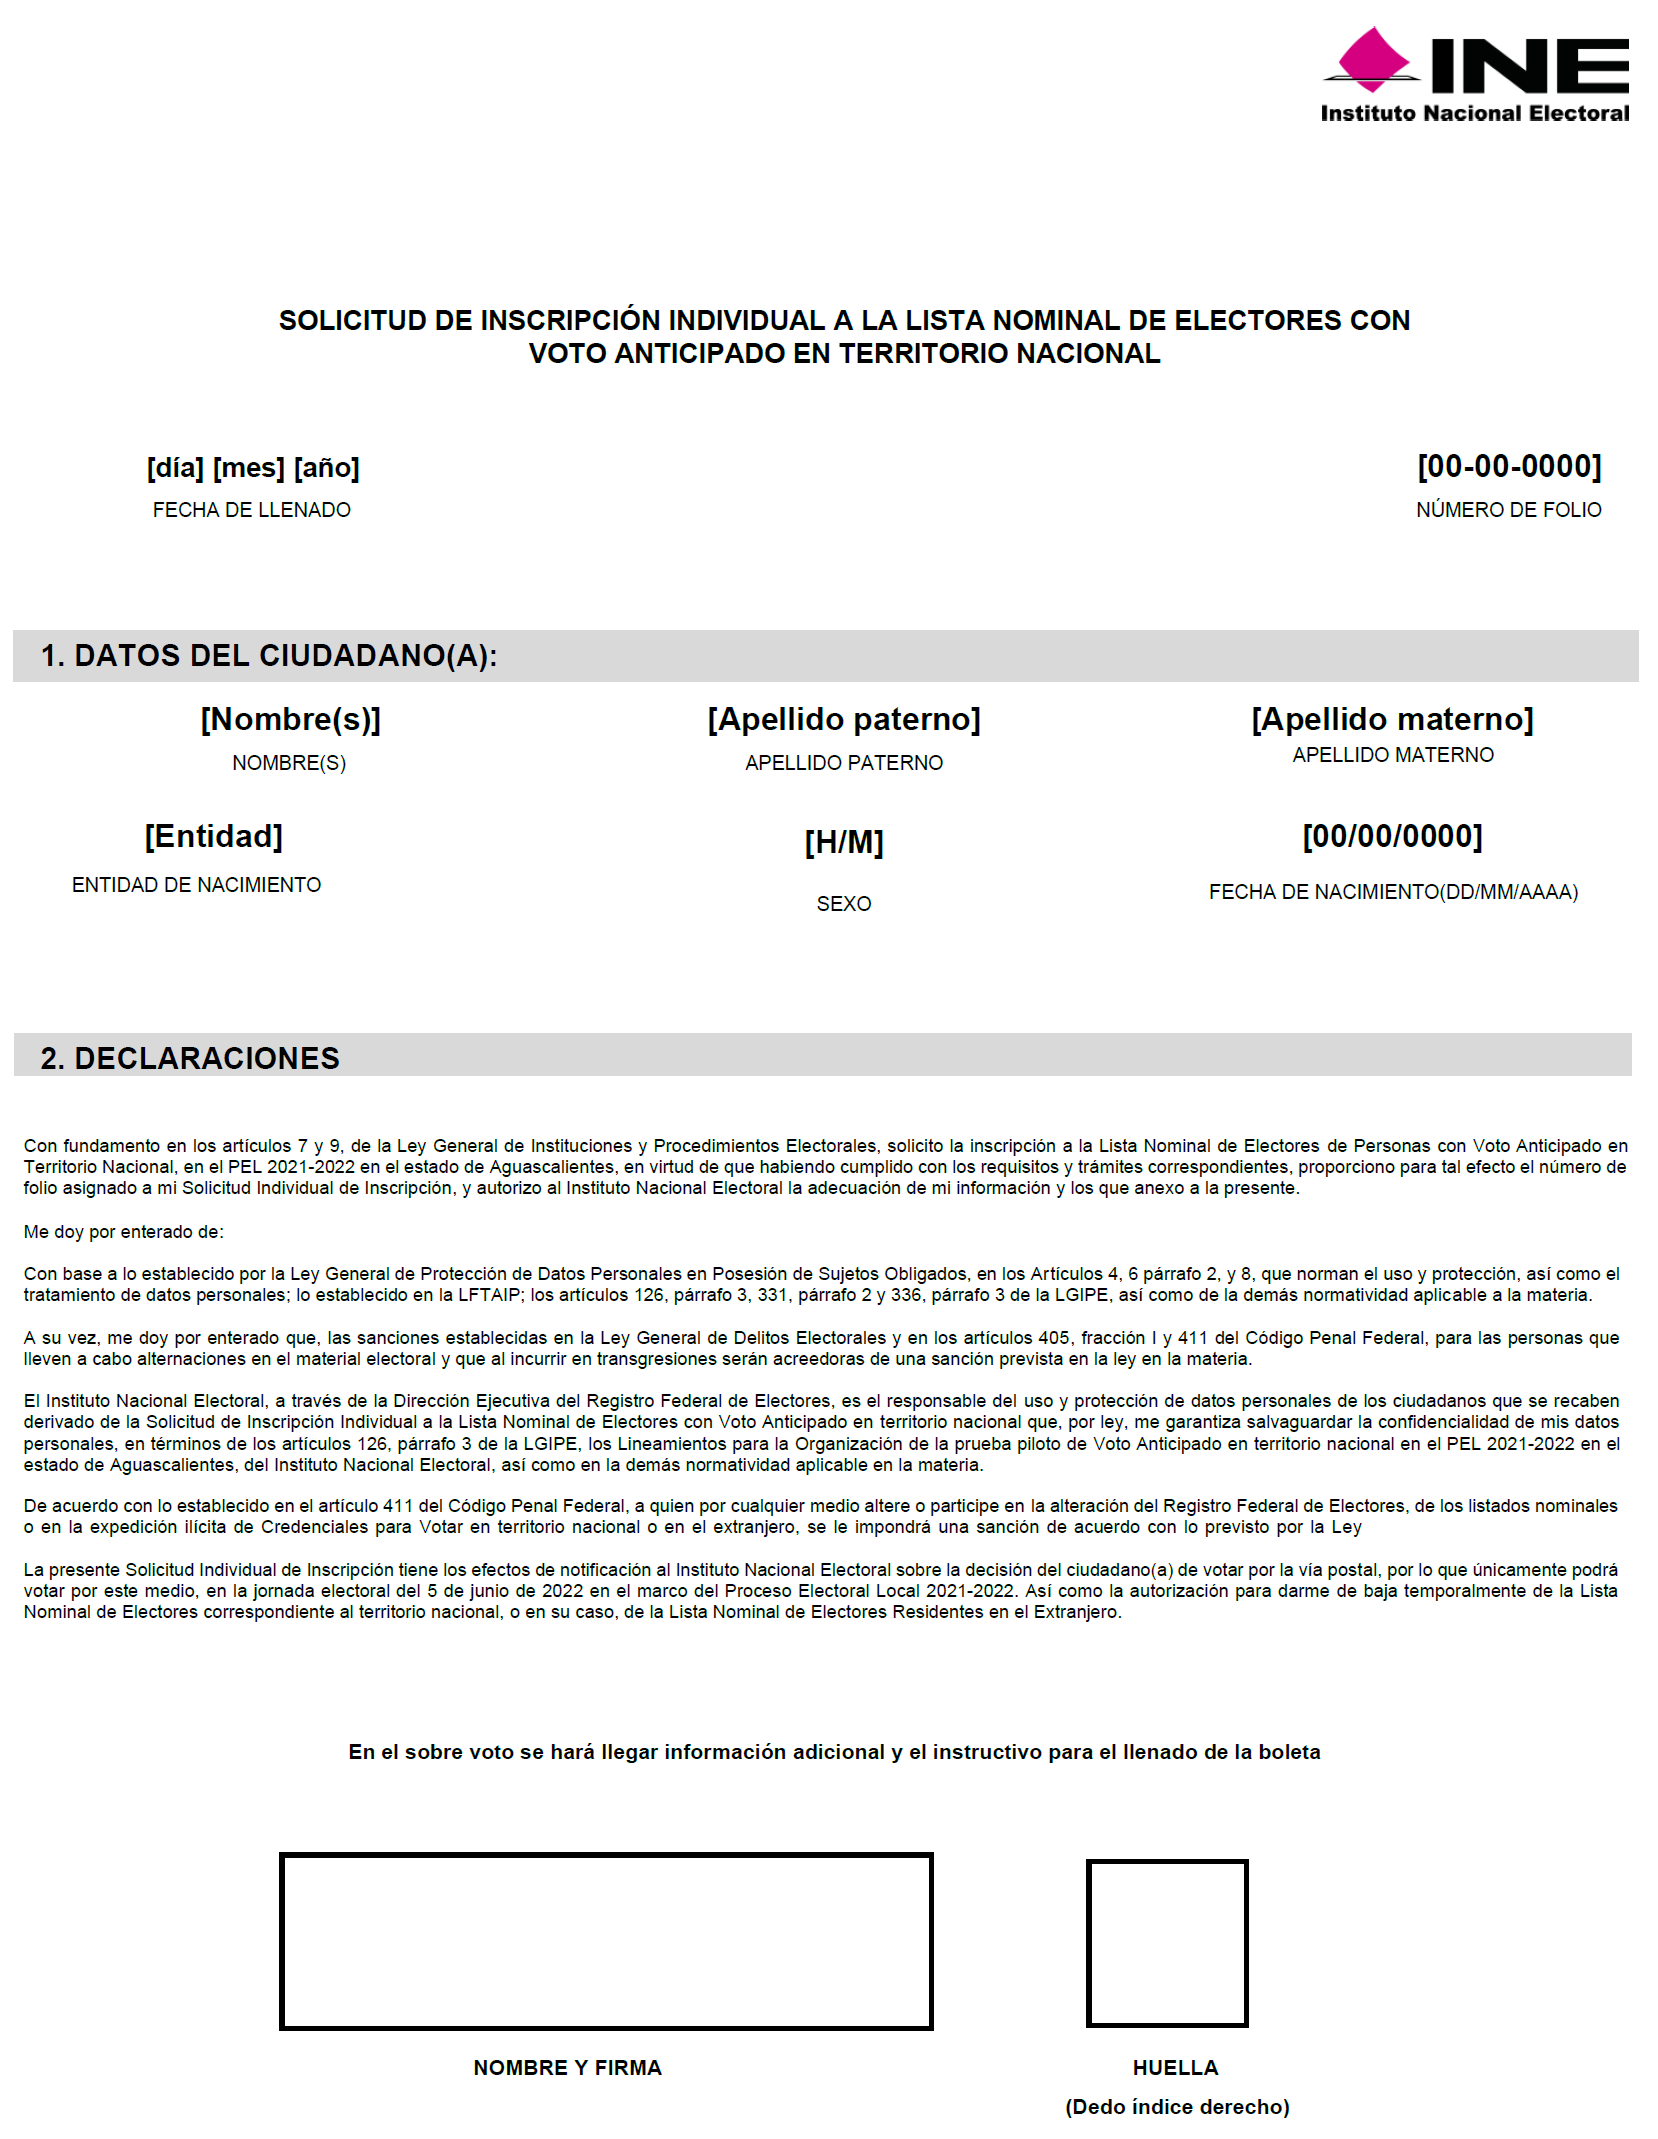 INE
Instituto Nacional Electoral
SOLICITUD DE INSCRIPCIÓN INDIVIDUAL A LA LISTA NOMINAL DE ELECTORES CON
VOTO ANTICIPADO EN TERRITORIO NACIONAL
[día] [mes] [año]
[00-00-0000]
FECHA DE LLENADO
NÚMERO DE FOLIO
1. DATOS DEL CIUDADANO(A):
[Nombre(s)]
[Apellido paterno]
[Apellido materno]
NOMBRE(S)
APELLIDO PATERNO
APELLIDO MATERNO
[Entidad]
[H/M]
[00/00/0000]
ENTIDAD DE NACIMIENTO
SEXO
FECHA DE NACIMIENTO(DD/MM/AAAA)
2. DECLARACIONES
Con fundamento en los artículos 7 y 9, de la Ley General de Instituciones y Procedimientos Electorales, solicito la inscripción a la Lista Nominal de Electores de Personas con Voto Anticipado en
Territorio Nacional, en el PEL 2021-2022 en el estado de Aguascalientes, en virtud de que habiendo cumplido con los requisitos y trámites correspondientes, proporciono para tal efecto el número de
folio asignado a mi Solicitud Individual de Inscripción, y autorizo al Instituto Nacional Electoral la adecuación de mi información y los que anexo a la presente.
Me doy por enterado de:
Con base a lo establecido por la Ley General de Protección de Datos Personales en Posesión de Sujetos Obligados, en los Artículos 4, 6 párrafo 2, y 8, que norman el uso y protección, así como el
tratamiento de datos personales; lo establecido en la LFTAIP; los artículos 126, párrafo 3, 331, párrafo 2 y 336, párrafo 3 de la LGIPE, así como de la demás normatividad aplicable a la materia.
A su vez, me doy por enterado que, las sanciones establecidas en la Ley General de Delitos Electorales y en los artículos 405, fracción I y 411 del Código Penal Federal, para las personas que
lleven a cabo alternaciones en el material electoral y que al incurrir en transgresiones serán acreedoras de una sanción prevista en la ley en la materia.
El Instituto Nacional Electoral, a través de la Dirección Ejecutiva del Registro Federal de Electores, es el responsable del uso y protección de datos personales de los ciudadanos que se recaben
derivado de la Solicitud de Inscripción Individual a la Lista Nominal de Electores con Voto Anticipado en territorio nacional que, por ley, me garantiza salvaguardar la confidencialidad de mis datos
personales, en términos de los artículos 126, párrafo 3 de la LGIPE, los Lineamientos para la Organización de la prueba piloto de Voto Anticipado en territorio nacional en el PEL 2021-2022 en el
estado de Aguascalientes, del Instituto Nacional Electoral, así como en la demás normatividad aplicable en la materia.
De acuerdo con lo establecido en el artículo 411 del Código Penal Federal, a quien por cualquier medio altere o participe en la alteración del Registro Federal de Electores, de los listados nominales
o en la expedición ilícita de Credenciales para Votar en territorio nacional o en el extranjero, se le impondrá una sanción de acuerdo con lo previsto por la Ley
La presente Solicitud Individual de Inscripción tiene los efectos de notificación al Instituto Nacional Electoral sobre la decisión del ciudadano(a) de votar por la vía postal, por lo que únicamente podrá
votar por este medio, en la jornada electoral del 5 de junio de 2022 en el marco del Proceso Electoral Local 2021-2022. Así como la autorización para darme de baja temporalmente de la Lista
Nominal de Electores correspondiente al territorio nacional, o en su caso, de la Lista Nominal de Electores Residentes en el Extranjero.
En el sobre voto se hará llegar información adicional y el instructivo para el llenado de la boleta
NOMBRE Y FIRMA
HUELLA
(Dedo índice derecho)